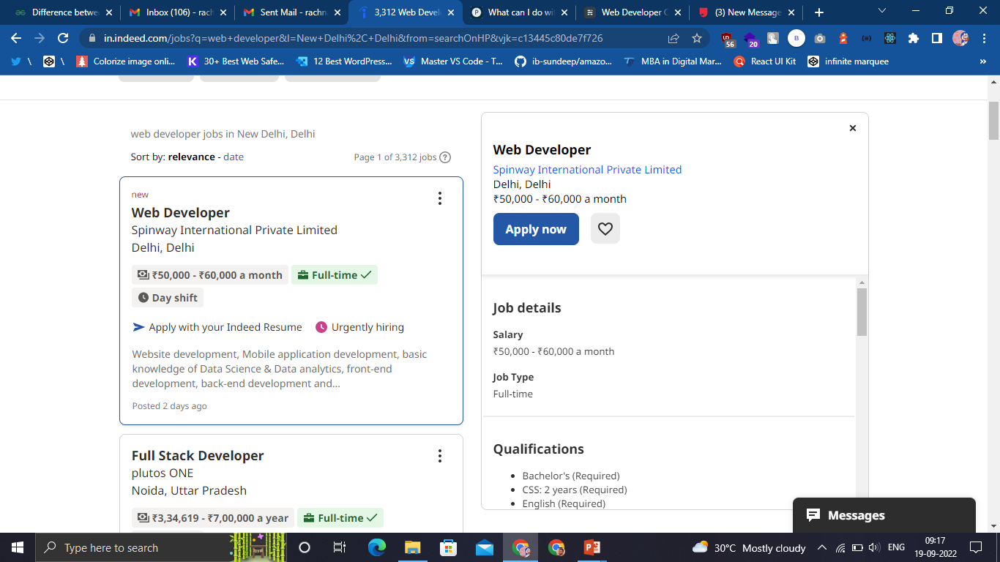 Difference betwe
Inbox (106) - rach
Sent Mail - rachn
3,312 Web Devel
What can I do wit
Web Developer C
(3) New Message
in.indeed.com/jobs?q=web+developer&l=New+Delhi%2C+Delhi&from=searchOnHP&vjk=c13445c80de7f726
56
20
B
\
\
Colorize image onli...
30+ Best Web Safe...
12 Best WordPress...
VS Master VS Code - T...
ib-sundeep/amazo...
MBA in Digital Mar...
React UI Kit
infinite marquee
»
web developer jobs in New Delhi, Delhi
Sort by: relevance - date
Page 1 of 3,312 jobs ?
new
Web Developer
Spinway International Private Limited
Delhi, Delhi
₹50,000 - ₹60,000 a month
Full-time
Day shift
Apply with your Indeed Resume
Urgently hiring
Website development, Mobile application development, basic
knowledge of Data Science & Data analytics, front-end
development, back-end development and...
Posted 2 days ago
Full Stack Developer
plutos ONE
Noida, Uttar Pradesh
₹3,34,619 - ₹7,00,000 a year
Full-time
Web Developer
Spinway International Private Limited
Delhi, Delhi
₹50,000 - ₹60,000 a month
Apply now
Job details
Salary
₹50,000 - ₹60,000 a month
Job Type
Full-time
Qualifications
• Bachelor's (Required)
• CSS: 2 years (Required)
• English (Required)
Messages
Type here to search
30°C Mostly cloudy
ENG
09:17
19-09-2022